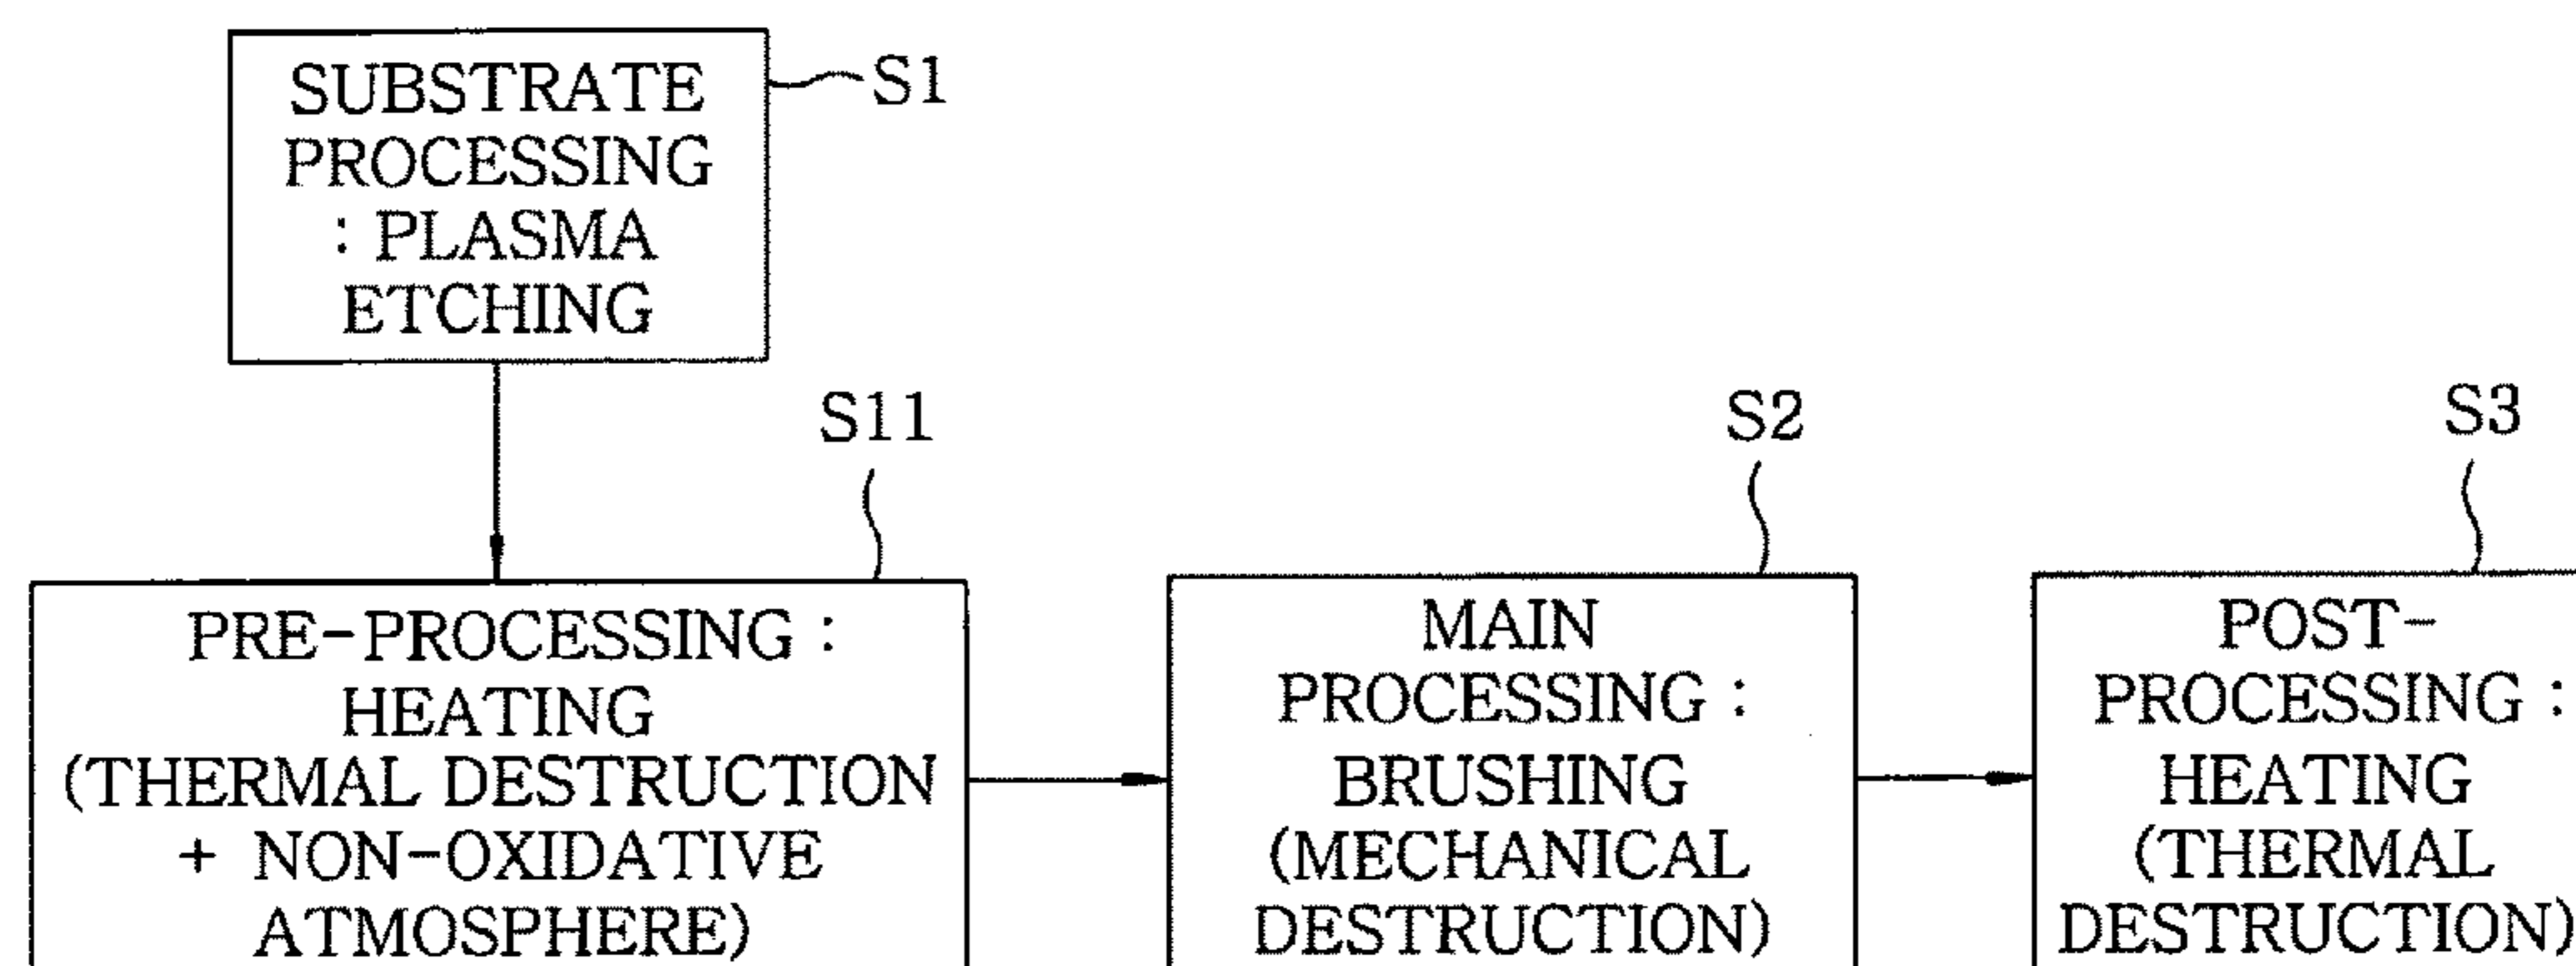 SUBSTRATE
PROCESSING
: PLASMA
ETCHING
S1
S11
PRE-PROCESSING :
HEATING
(THERMAL DESTRUCTION
+ NON-OXIDATIVE
ATMOSPHERE)
S2
MAIN
PROCESSING :
BRUSHING
(MECHANICAL
DESTRUCTION)
S3
POST-
PROCESSING :
HEATING
(THERMAL
DESTRUCTION)